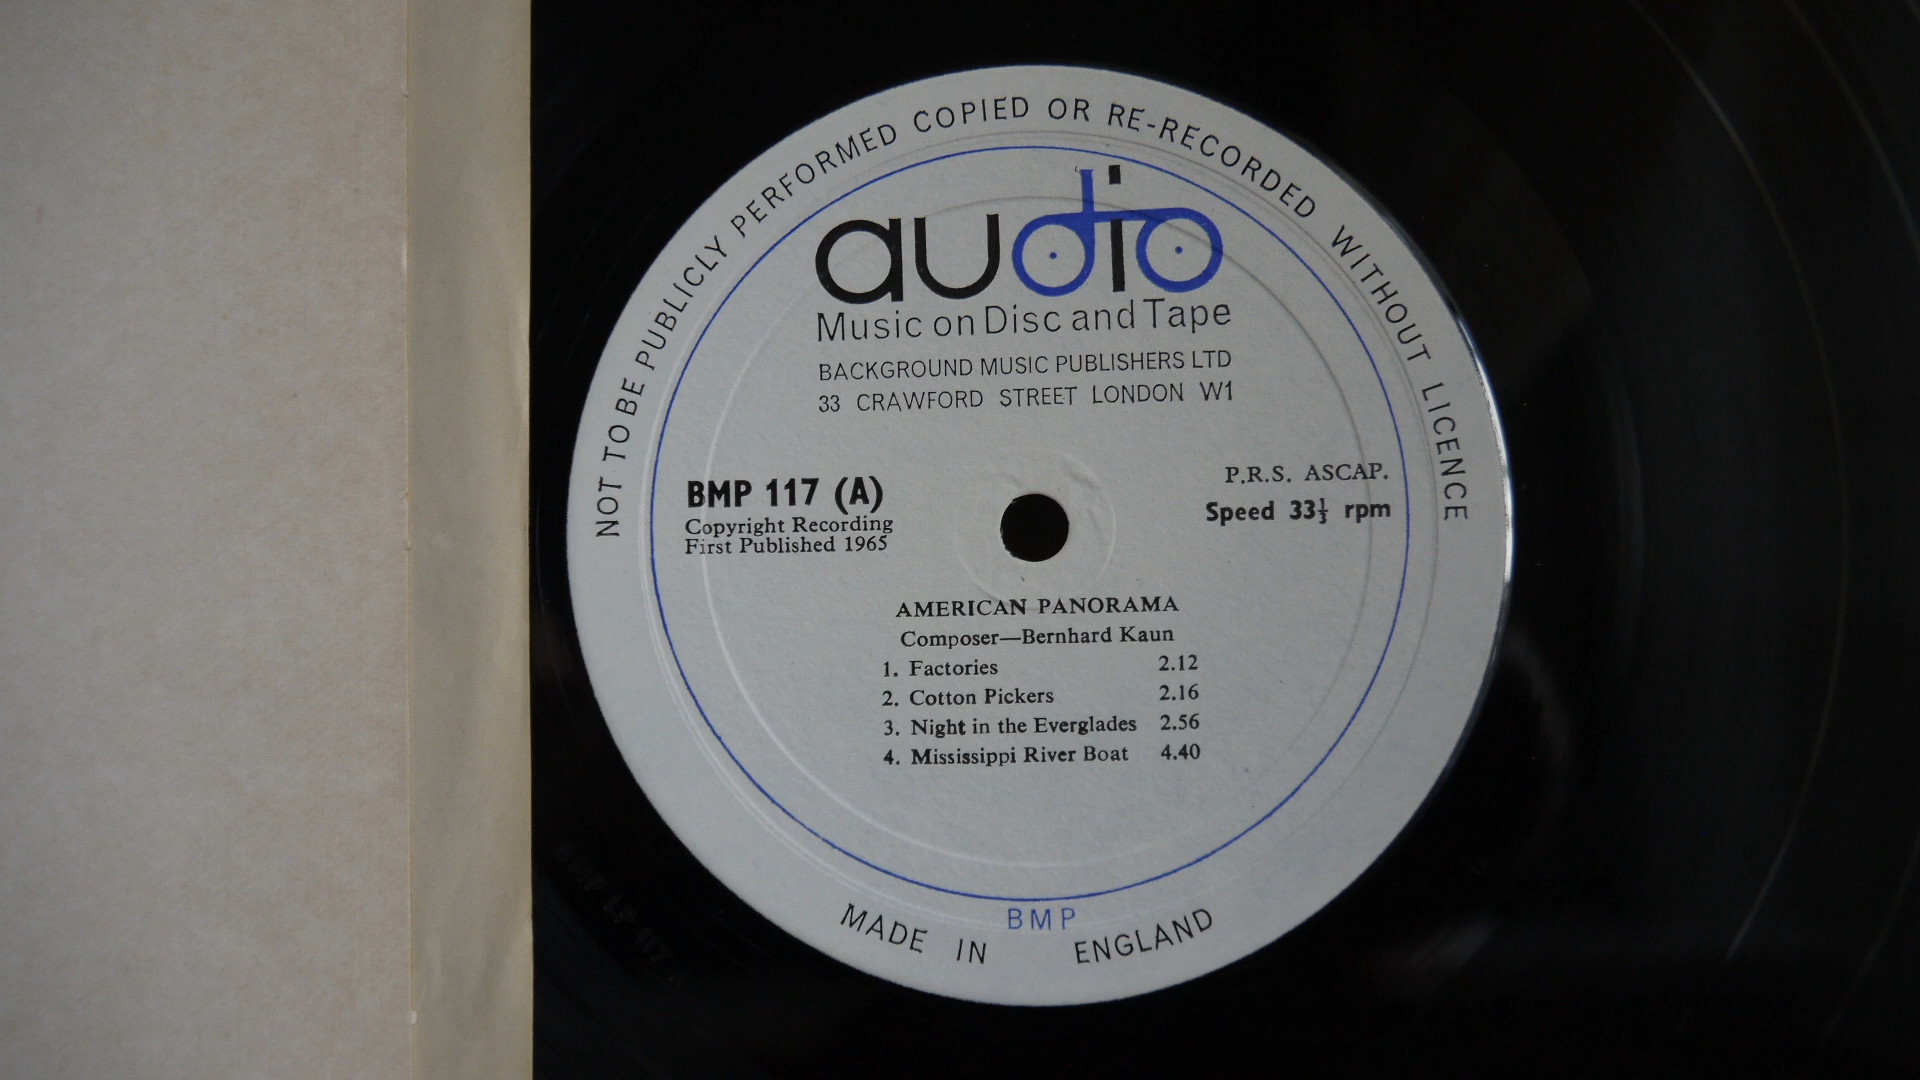 NOT TO BE PUBLICLY PERFORMED COPIED OR RE-RECORDED WITHOUT LICENCE
audio
Music on Disc and Tape
BACKGROUND MUSIC PUBLISHERS LTD
33 CRAWFORD STREET LONDON W1
BMP 117 (A)
Copyright Recording
First Published 1965
P.R.S. ASCAP.
Speed 33⅓ rpm
AMERICAN PANORAMA
Composer—Bernhard Kaun
1. Factories 2.12
2. Cotton Pickers 2.16
3. Night in the Everglades 2.56
4. Mississippi River Boat 4.40
BMP
MADE IN ENGLAND
BMP LP 117